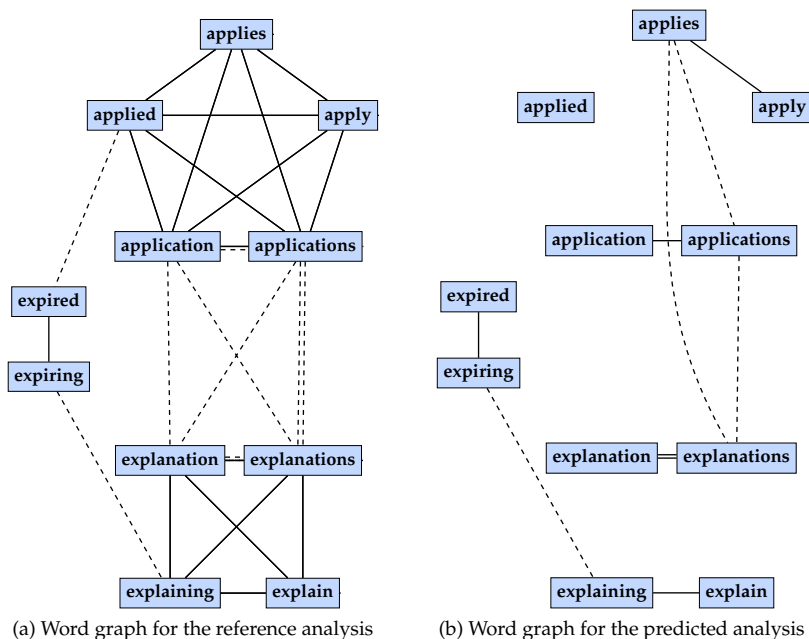 applies
applied
apply
application
applications
expired
expiring
explanation
explanations
explaining
explain
(a) Word graph for the reference analysis
applies
applied
apply
application
applications
expired
expiring
explanation
explanations
explaining
explain
(b) Word graph for the predicted analysis